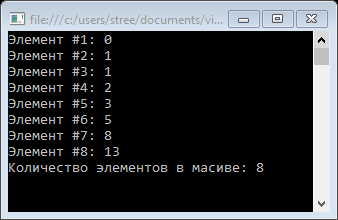 file:///c:/users/stree/documents/vi...
Элемент #1: 0
Элемент #2: 1
Элемент #3: 1
Элемент #4: 2
Элемент #5: 3
Элемент #6: 5
Элемент #7: 8
Элемент #8: 13
Количество элементов в масиве: 8